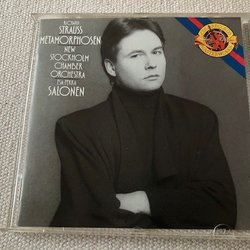 RICHARD
STRAUSS
METAMORPHOSEN
NEW
STOCKHOLM
CHAMBER
ORCHESTRA
ESA-PEKKA
SALONEN